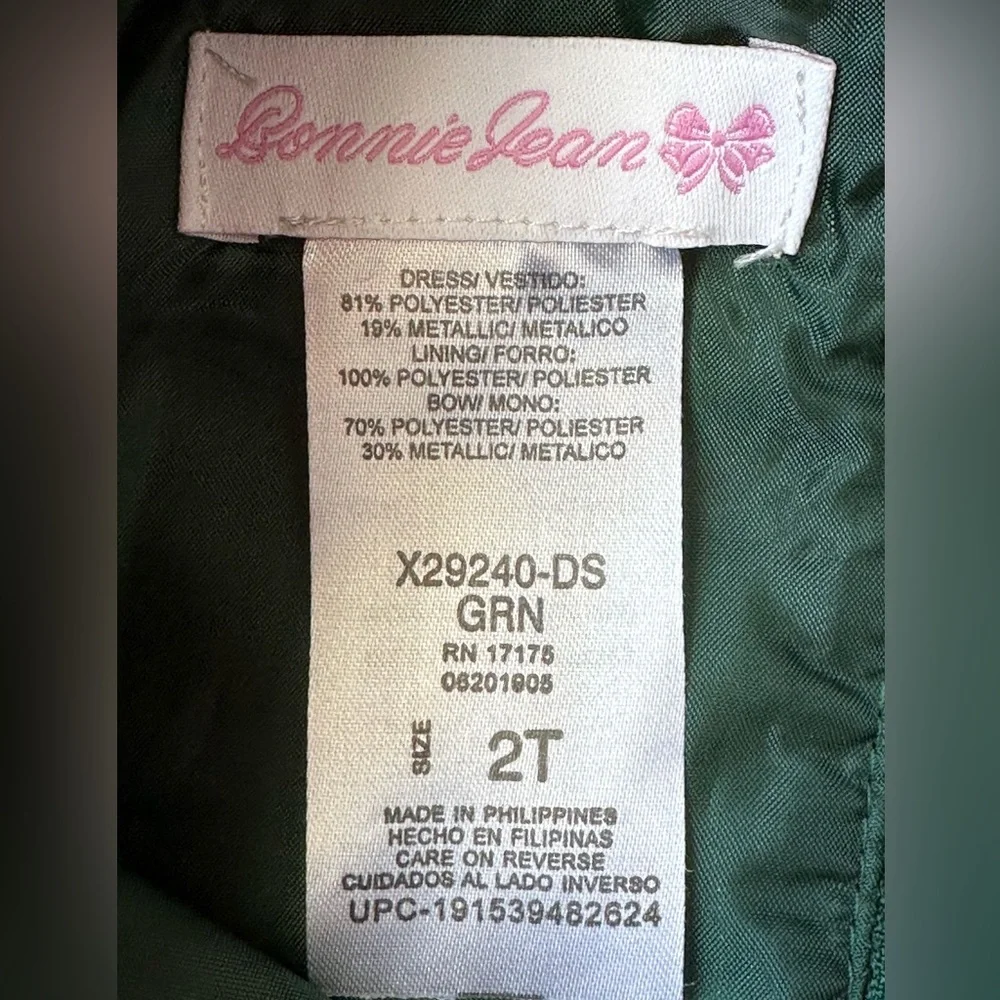 Bonnie Jean
DRESS/ VESTIDO:
81% POLYESTER/ POLIESTER
19% METALLIC/ METALICO
LINING/ FORRO:
100% POLYESTER/ POLIESTER
BOW/ MONO:
70% POLYESTER/ POLIESTER
30% METALLIC/ METALICO
X29240-DS
GRN
RN 17175
06201905
SIZE 2T
MADE IN PHILIPPINES
HECHO EN FILIPINAS
CARE ON REVERSE
CUIDADOS AL LADO INVERSO
UPC-191539482624